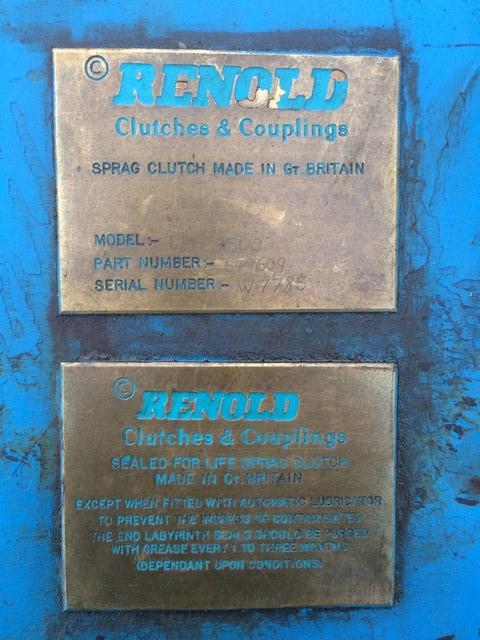 ©
RENOLD
Clutches & Couplings
SPRAG CLUTCH MADE IN GT. BRITAIN
MODEL:-
PART NUMBER:-
SERIAL NUMBER:- W7785
RENOLD
Clutches & Couplings
SEALED FOR LIFE SPRAG CLUTCH
MADE IN GT. BRITAIN
EXCEPT WHEN FITTED WITH AUTOMATIC LUBRICATOR,
TO PREVENT THE INGRESS OF CONTAMINATES
THE END LABYRINTH SEALS SHOULD BE PURGED
WITH GREASE EVERY 1 TO THREE MONTHS
(DEPENDANT UPON CONDITIONS)